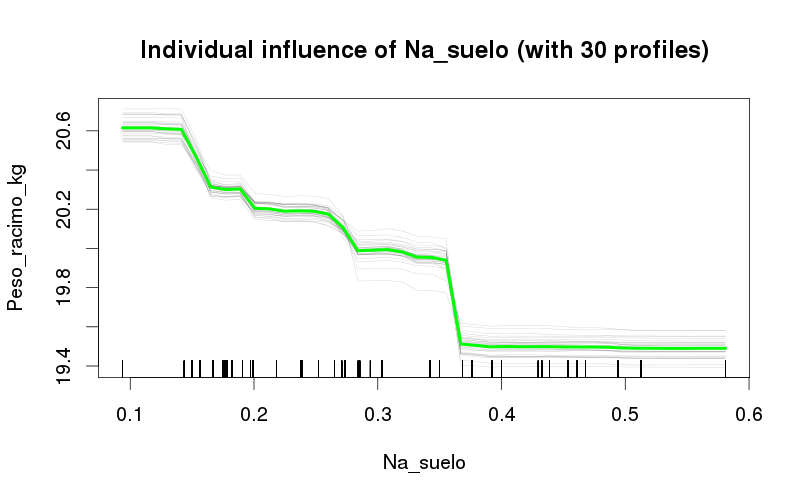 Individual influence of Na_suelo (with 30 profiles)
Peso_racimo_kg
20.6
20.2
19.8
19.4
0.1 0.2 0.3 0.4 0.5 0.6
Na_suelo